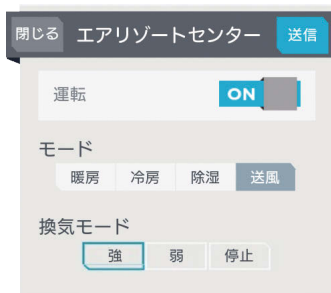 閉じる エアリゾートセンター 送信
運転 ON
モード
暖房 冷房 除湿 送風
換気モード
強 弱 停止